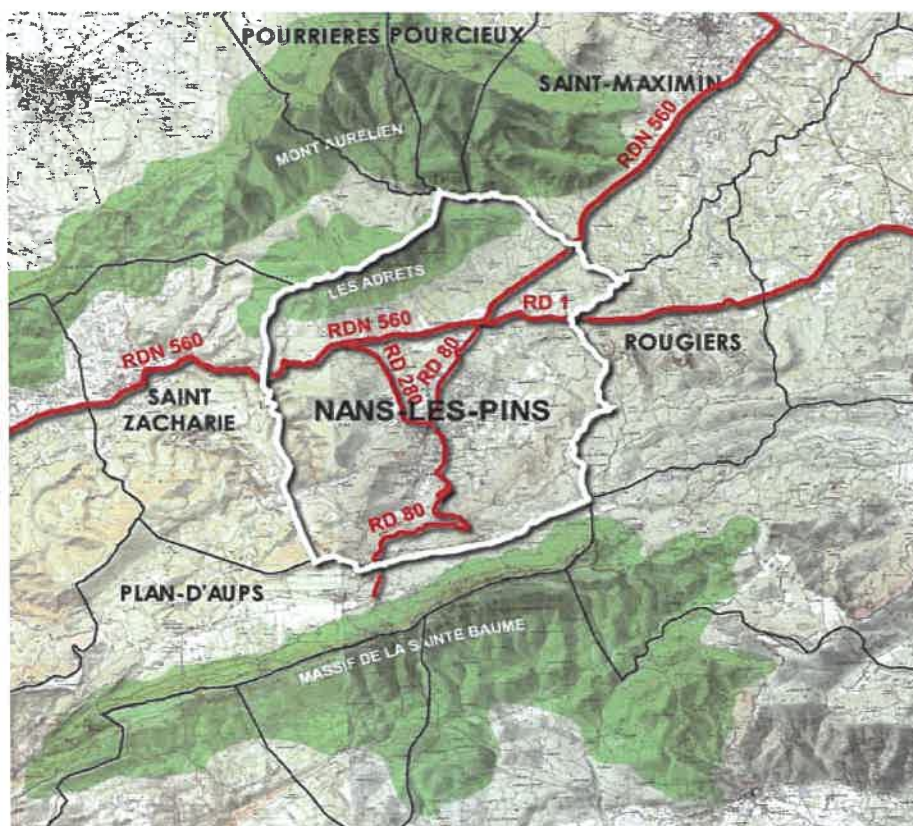 POURRIERES POURCIEUX
SAINT-MAXIMIN
MONT AURÉLIEN
RDN 560
LES ADRETS
RD 1
RDN 560
RDN 560
ROUGIERS
RD 80
RD 280
SAINT
ZACHARIE
NANS-LES-PINS
RD 80
PLAN-D'AUPS
MASSIF DE LA SAINTE BAUME